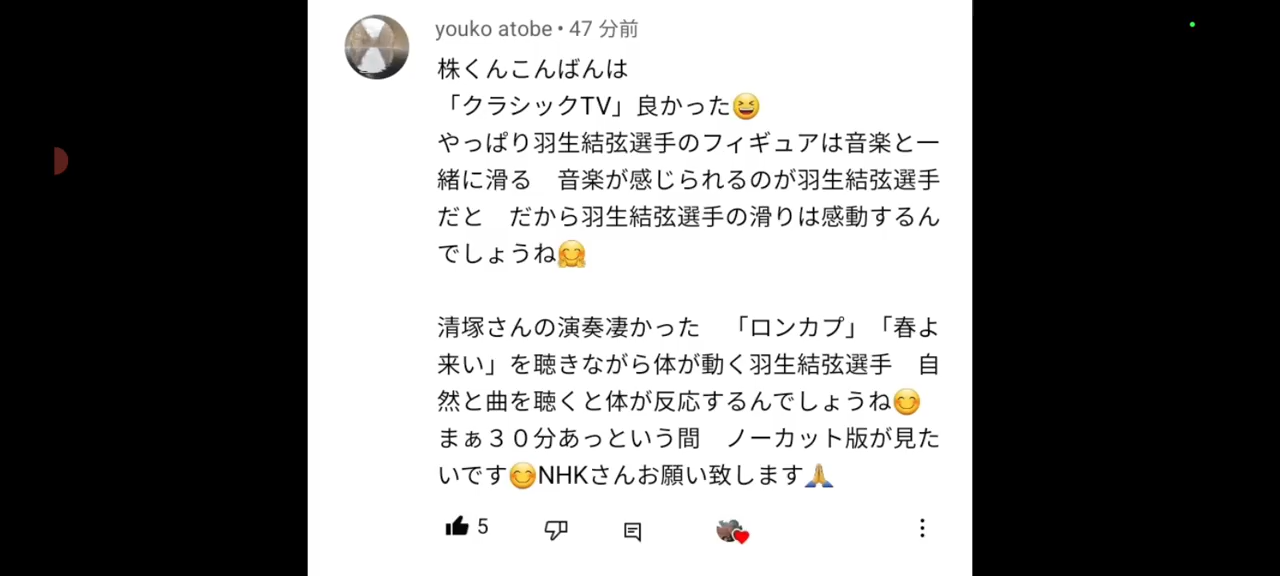 youko atobe • 47 分前
株くんこんばんは
「クラシックTV」良かった😆
やっぱり羽生結弦選手のフィギュアは音楽と一
緒に滑る　音楽が感じられるのが羽生結弦選手
だと　だから羽生結弦選手の滑りは感動するん
でしょうね🤗
清塚さんの演奏凄かった　「ロンカプ」「春よ
来い」を聴きながら体が動く羽生結弦選手　自
然と曲を聴くと体が反応するんでしょうね😊
まぁ３０分あっという間　ノーカット版が見た
いです😊NHKさんお願い致します🙏
5